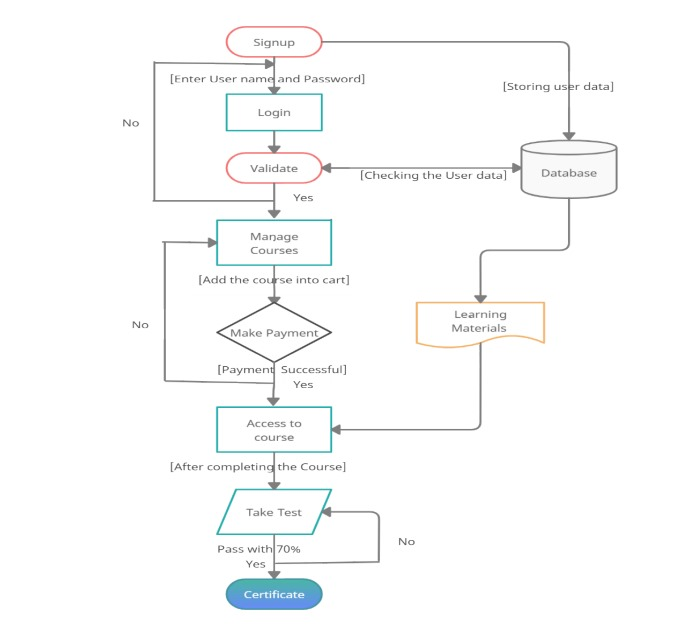 Signup
[Enter User name and Password]
[Storing user data]
No
Login
Validate
[Checking the User data]
Database
Yes
Manage
Courses
[Add the course into cart]
No
Make Payment
Learning
Materials
[Payment Successful]
Yes
Access to
course
[After completing the Course]
Take Test
No
Pass with 70%
Yes
Certificate